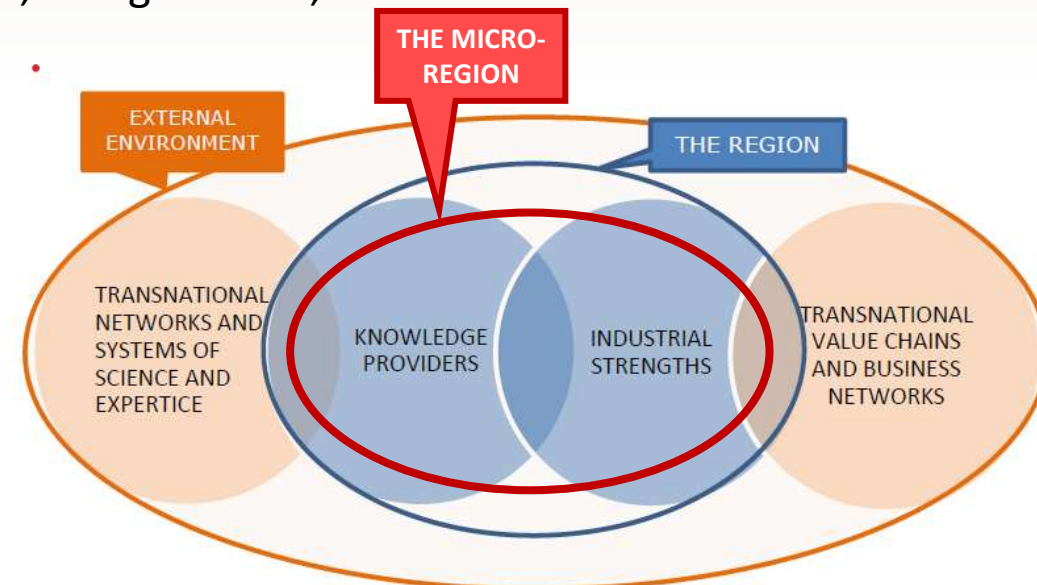 THE MICRO-
REGION
EXTERNAL
ENVIRONMENT
THE REGION
TRANSNATIONAL
NETWORKS AND
SYSTEMS OF
SCIENCE AND
EXPERTICE
KNOWLEDGE
PROVIDERS
INDUSTRIAL
STRENGTHS
TRANSNATIONAL
VALUE CHAINS
AND BUSINESS
NETWORKS